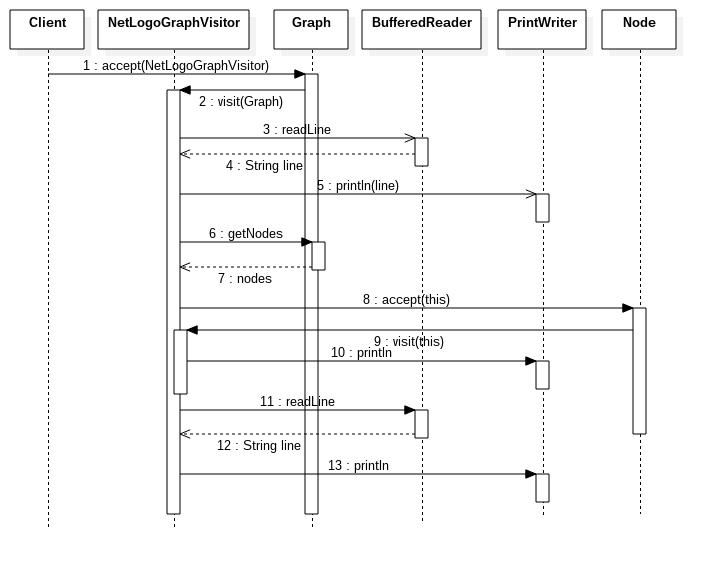 Client
NetLogoGraphVisitor
Graph
BufferedReader
PrintWriter
Node
1 : accept(NetLogoGraphVisitor)
2 : visit(Graph)
3 : readLine
4 : String line
5 : println(line)
6 : getNodes
7 : nodes
8 : accept(this)
9 : visit(this)
10 : println
11 : readLine
12 : String line
13 : println